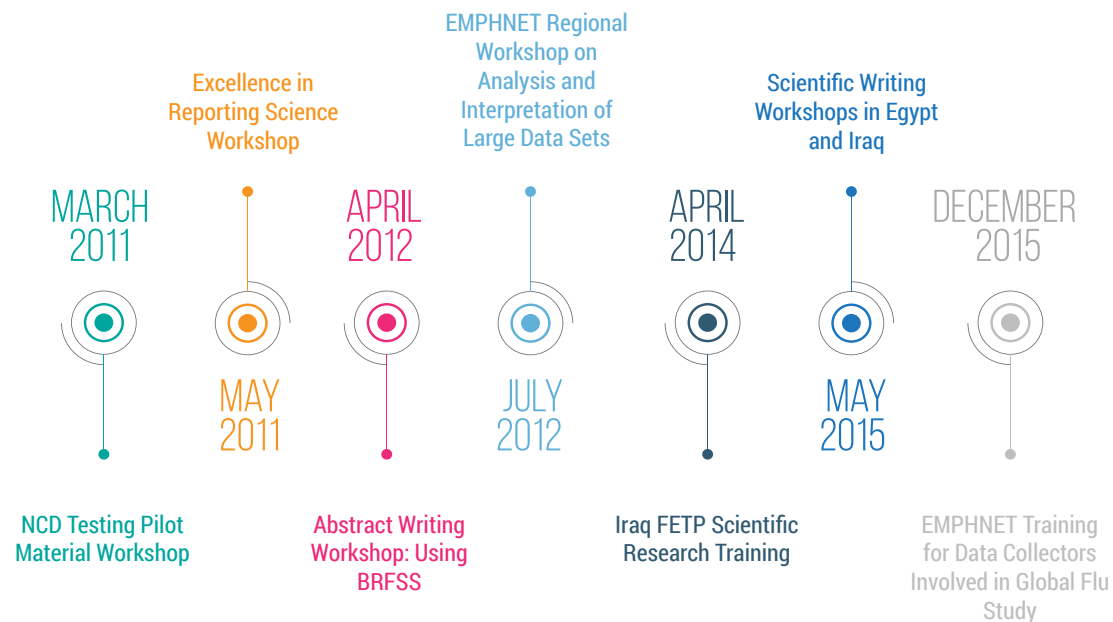 MARCH
2011
NCD Testing Pilot
Material Workshop
Excellence in
Reporting Science
Workshop
MAY
2011
APRIL
2012
Abstract Writing
Workshop: Using
BRFSS
EMPHNET Regional
Workshop on
Analysis and
Interpretation of
Large Data Sets
JULY
2012
APRIL
2014
Iraq FETP Scientific
Research Training
Scientific Writing
Workshops in Egypt
and Iraq
MAY
2015
DECEMBER
2015
EMPHNET Training
for Data Collectors
Involved in Global Flu
Study